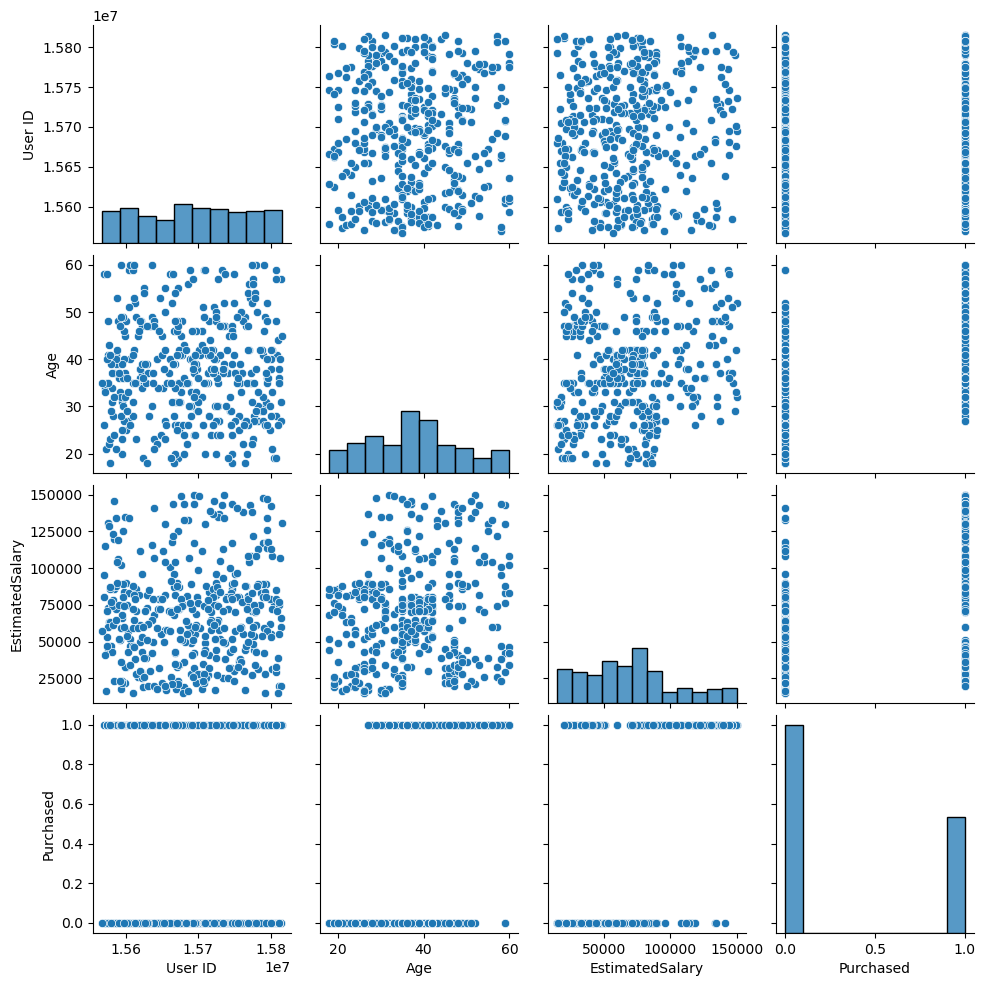 1e7
1.580
1.575
1.570
1.565
1.560
User ID
60
50
40
30
20
Age
150000
125000
100000
75000
50000
25000
EstimatedSalary
1.0
0.8
0.6
0.4
0.2
0.0
Purchased
1.56 1.57 1.58
1e7
User ID
20 40 60
Age
50000 100000 150000
EstimatedSalary
0.0 0.5 1.0
Purchased